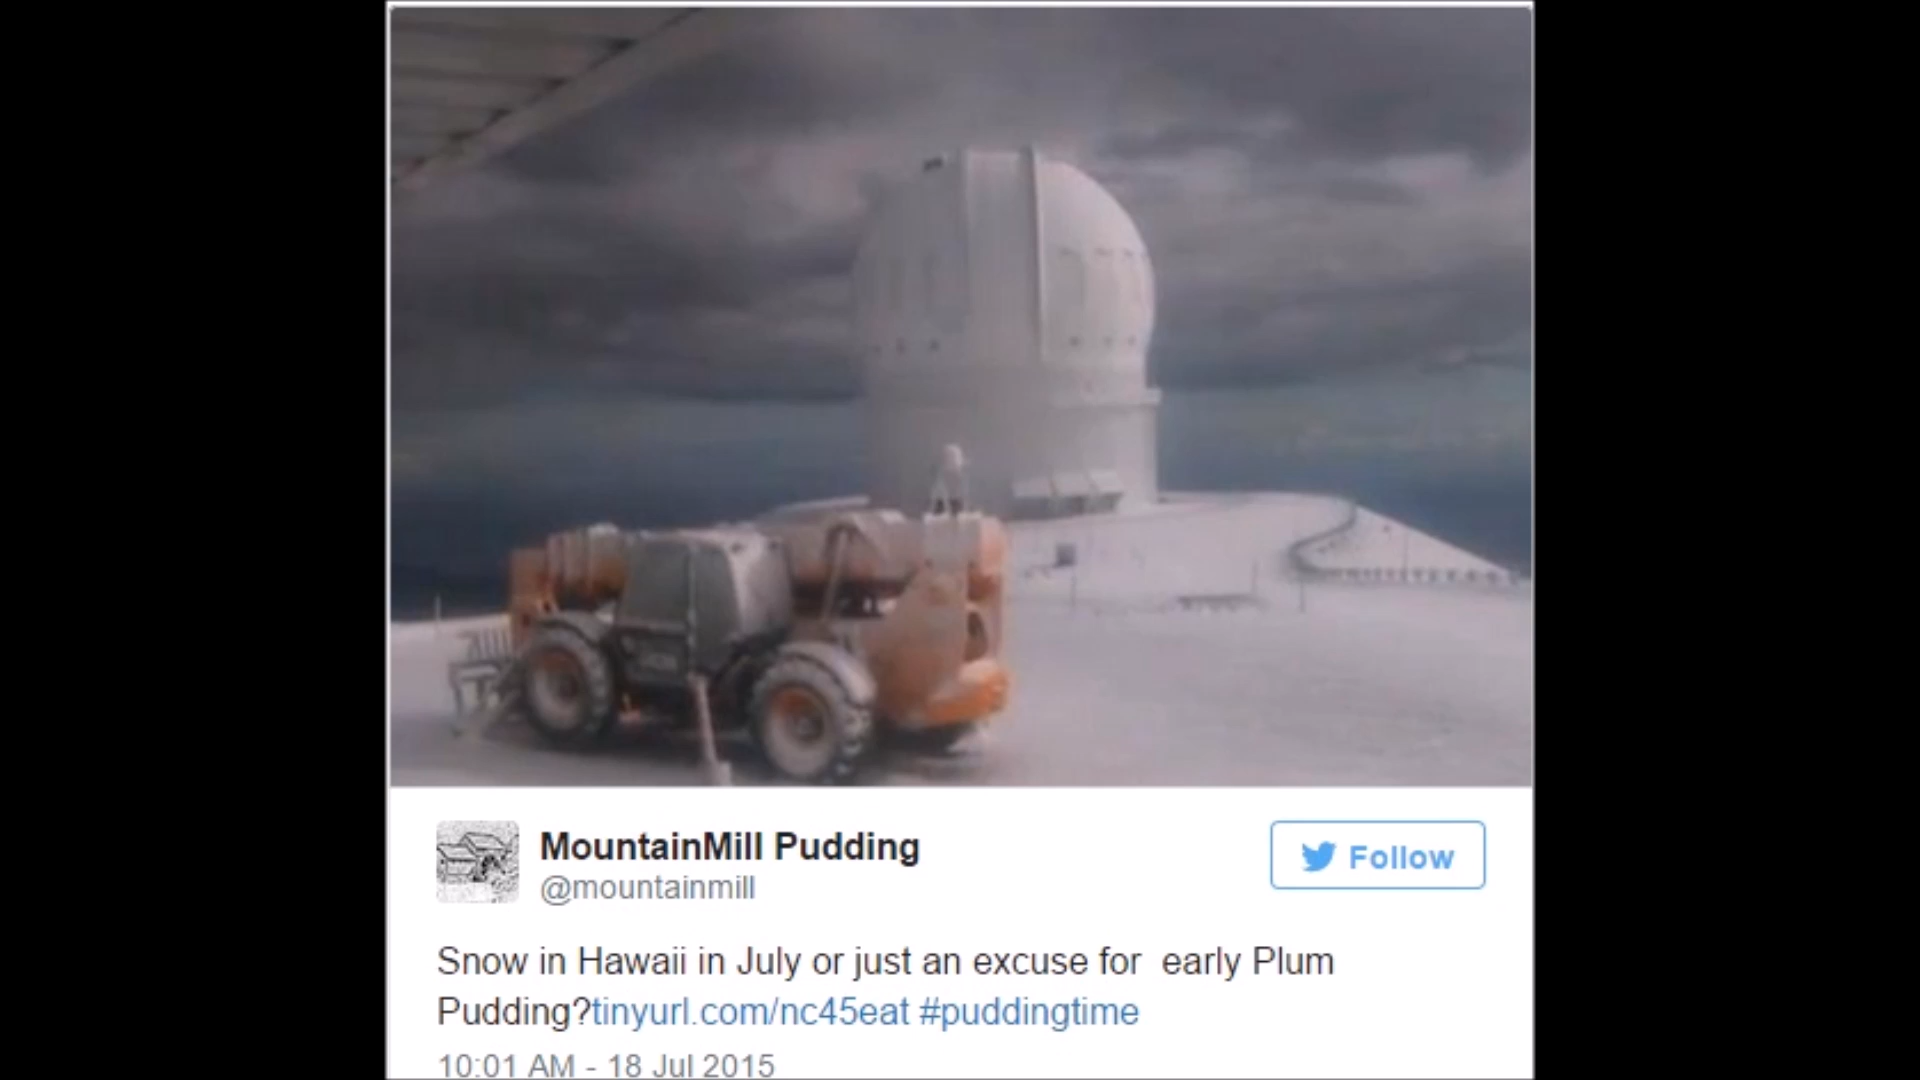 MountainMill Pudding
@mountainmill
Follow
Snow in Hawaii in July or just an excuse for  early Plum
Pudding?tinyurl.com/nc45eat #puddingtime
10:01 AM - 18 Jul 2015